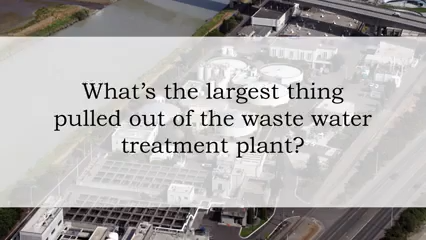 What’s the largest thing
pulled out of the waste water
treatment plant?